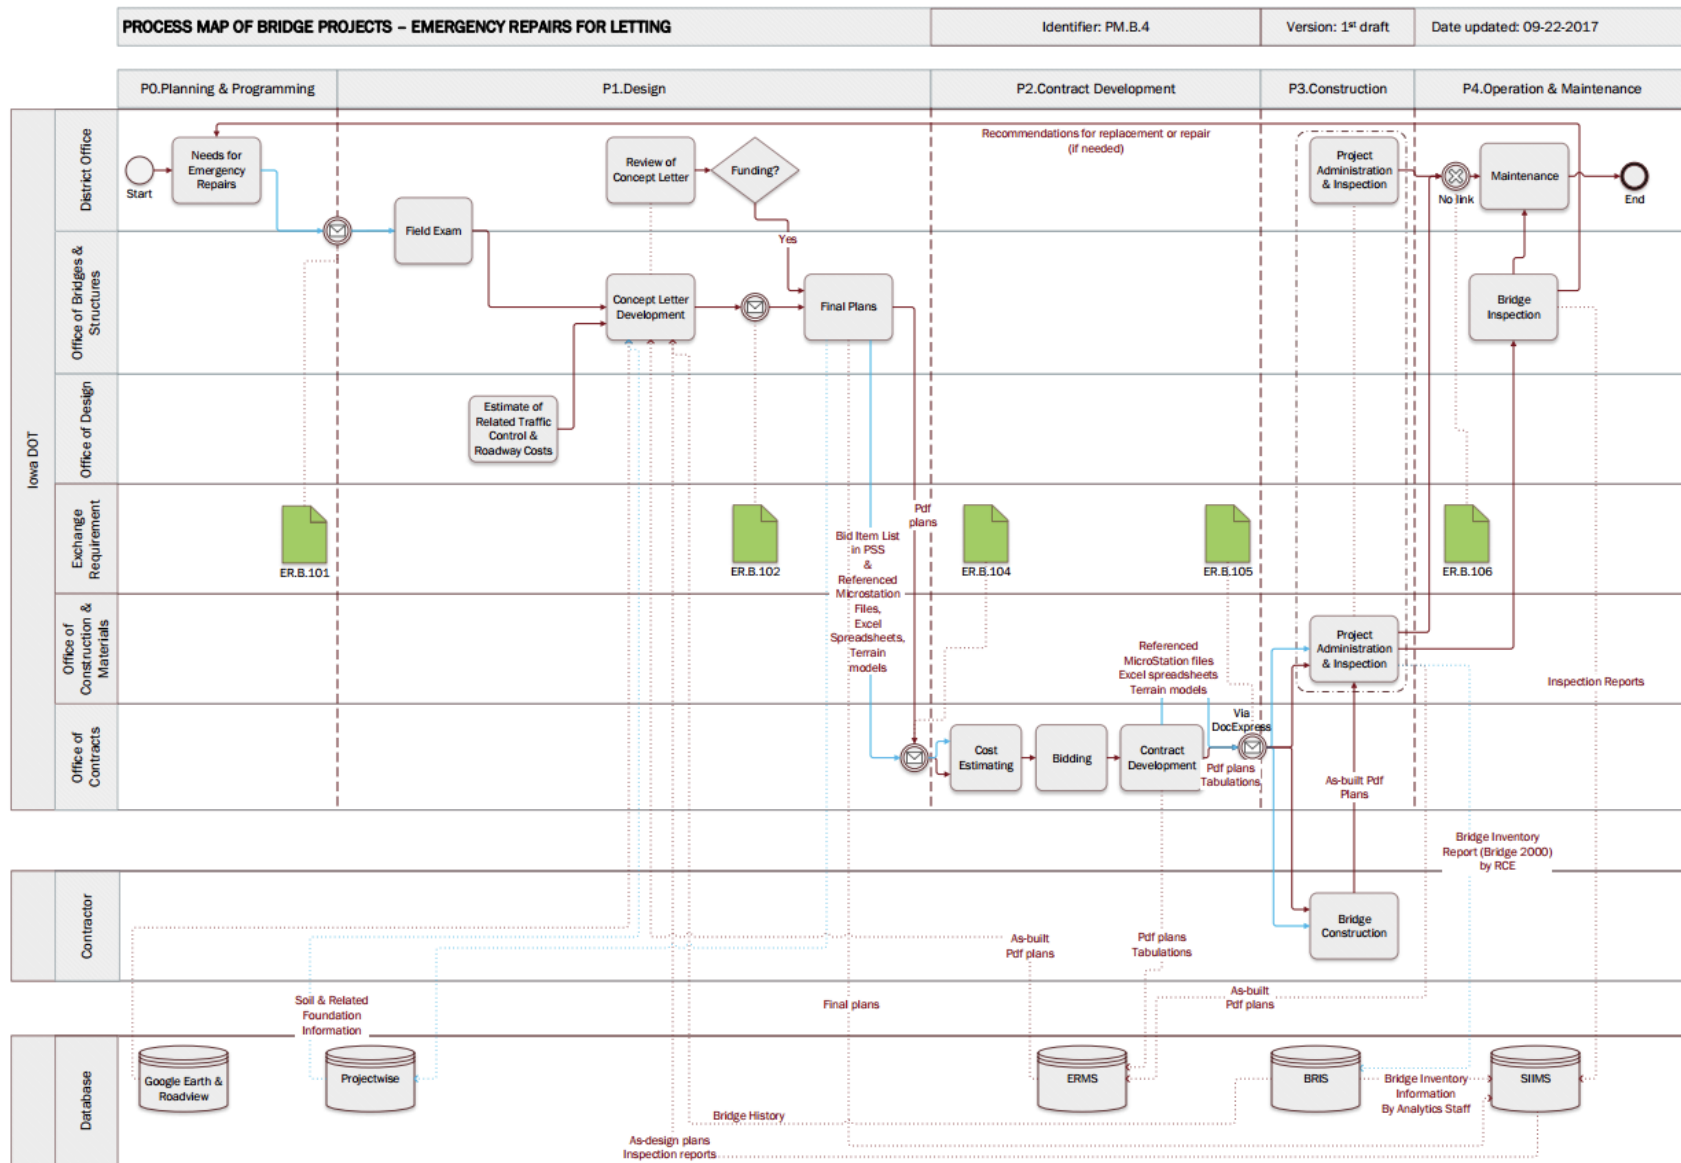 PROCESS MAP OF BRIDGE PROJECTS – EMERGENCY REPAIRS FOR LETTING
Identifier: PM.B.4
Version: 1st draft
Date updated: 09-22-2017
P0.Planning & Programming
P1.Design
P2.Contract Development
P3.Construction
P4.Operation & Maintenance
Iowa DOT
District Office
Start
Needs for
Emergency
Repairs
Review of
Concept Letter
Funding?
Yes
Recommendations for replacement or repair
(if needed)
Project
Administration
& Inspection
No link
Maintenance
End
Field Exam
Office of Bridges &
Structures
Concept Letter
Development
Final Plans
Bridge
Inspection
Office of Design
Estimate of
Related Traffic
Control &
Roadway Costs
Exchange
Requirement
ER.B.101
ER.B.102
ER.B.104
ER.B.105
ER.B.106
Pdf
plans
Bid Item List
in PSS
&
Referenced
Microstation
Files,
Excel
Spreadsheets,
Terrain
models
Office of
Construction &
Materials
Referenced
MicroStation files
Excel spreadsheets
Terrain models
Project
Administration
& Inspection
Inspection Reports
Office of
Contracts
Cost
Estimating
Bidding
Contract
Development
Via
DocExpress
Pdf plans
Tabulations
As-built Pdf
Plans
Bridge Inventory
Report (Bridge 2000)
by RCE
Contractor
Bridge
Construction
As-built
Pdf plans
Pdf plans
Tabulations
As-built
Pdf plans
Soil & Related
Foundation
Information
Final plans
Database
Google Earth &
Roadview
Projectwise
ERMS
BRIS
Bridge Inventory
Information
By Analytics Staff
SIIMS
Bridge History
As-design plans
Inspection reports